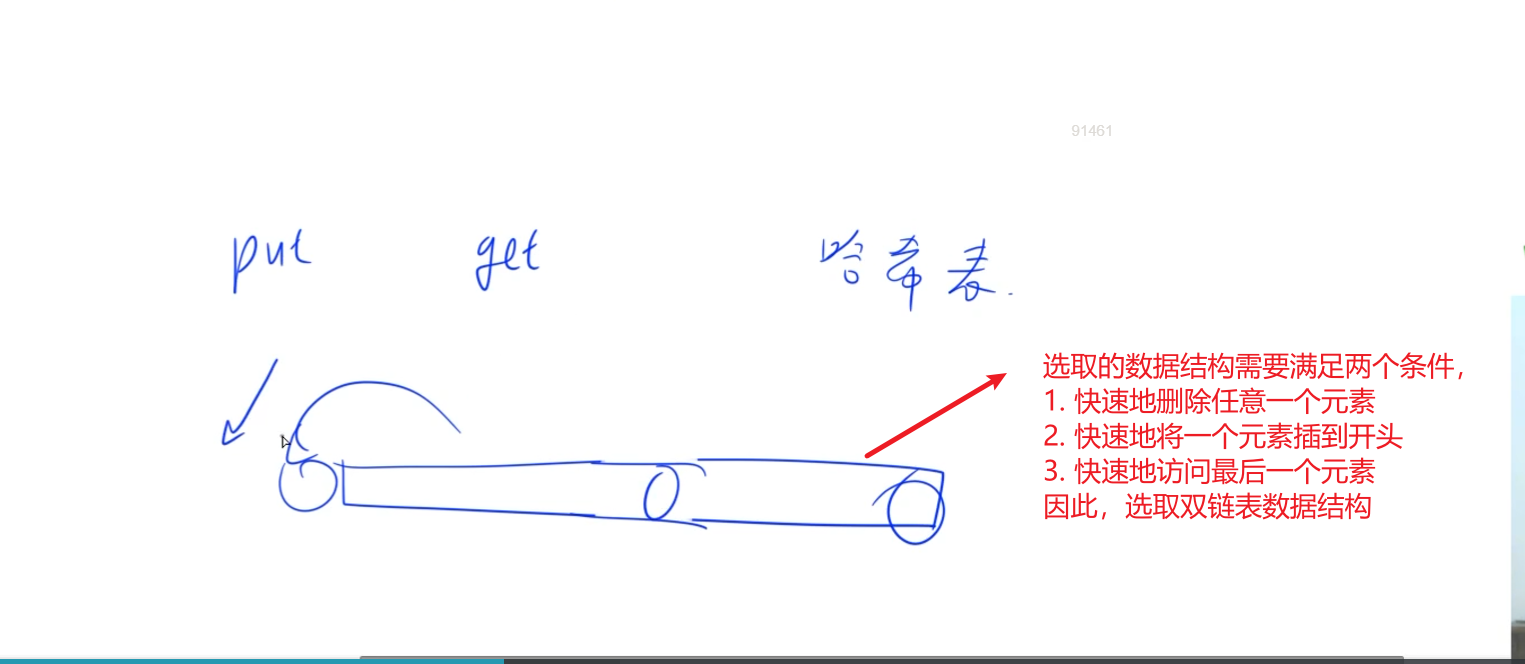 91461
put get 哈希表.
选取的数据结构需要满足两个条件，
1. 快速地删除任意一个元素
2. 快速地将一个元素插到开头
3. 快速地访问最后一个元素
因此，选取双链表数据结构